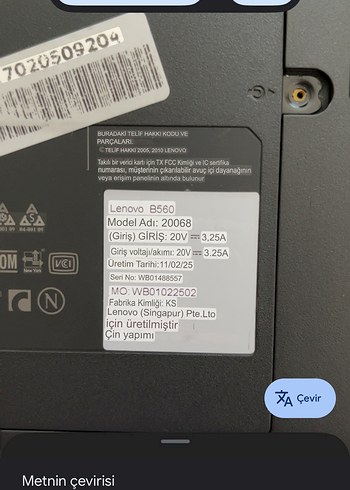 7020509204
BURADAKİ TELİF HAKKI KODU VE
PARÇALARI.
© TELİF HAKKI 2005, 2010 LENOVO
Takılı bir verici kartı için TX FCC Kimliği ve IC sertifika
numarası, müşterinin çıkarılabilir avuç içi dayanağının
veya erişim panelinin altında bulunur
Lenovo B560
Model Adı: 20068
(Giriş) GİRİŞ: 20V ⎓ 3,25A
Giriş voltajı/akımı: 20V ⎓ 3.25A
Üretim Tarihi:11/02/25
Seri No: WB01488557
MO: WB01022502
Fabrika Kimliği: KS
Lenovo (Singapur) Pte.Lto
için üretilmiştir
Çin yapımı
New York
VCI
N
Çevir
Metnin çevirisi